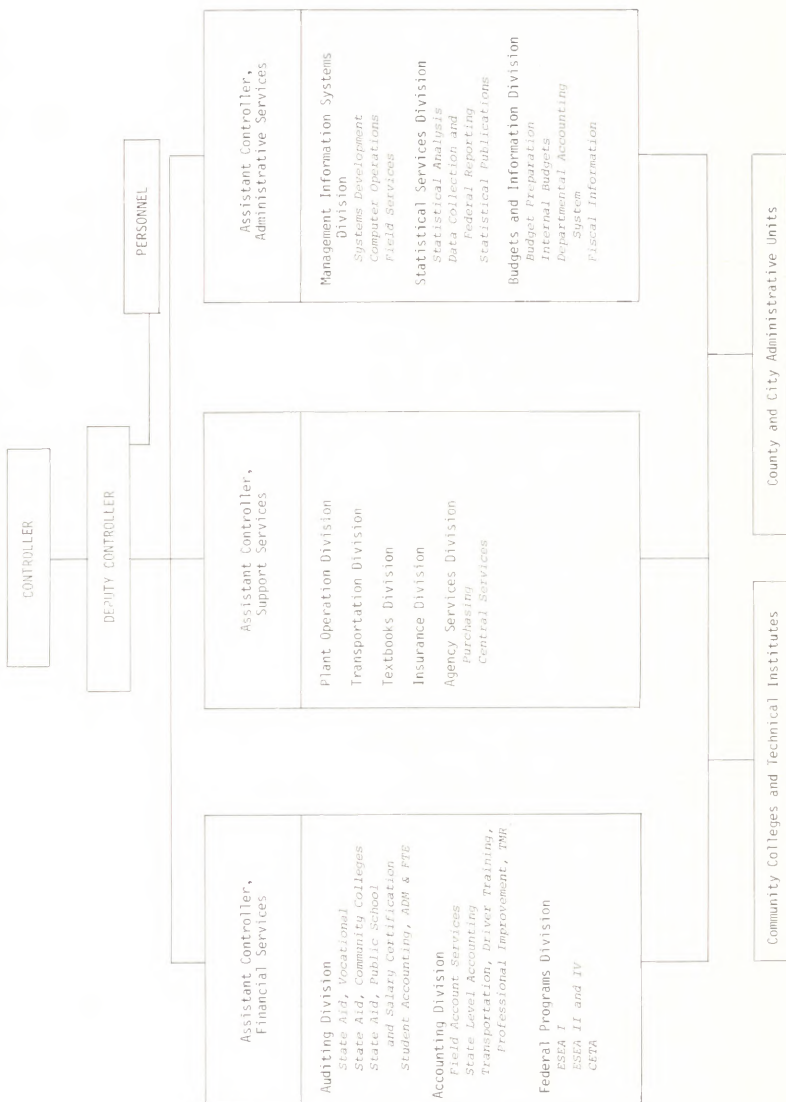 CONTROLLER
DEPUTY CONTROLLER
PERSONNEL
Assistant Controller,
Financial Services
Auditing Division
State Aid, Vocational
State Aid, Community Colleges
State Aid, Public School
and Salary Certification
Student Accounting, ADM & FTE
Accounting Division
Field Account Services
State Level Accounting
Transportation, Driver Training,
Professional Improvement, TMR
Federal Programs Division
ESEA I
ESEA II and IV
CETA
Assistant Controller,
Support Services
Plant Operation Division
Transportation Division
Textbooks Division
Insurance Division
Agency Services Division
Purchasing
Central Services
Assistant Controller,
Administrative Services
Management Information Systems
Division
Systems Development
Computer Operations
Field Services
Statistical Services Division
Statistical Analysis
Data Collection and
Federal Reporting
Statistical Publications
Budgets and Information Division
Budget Preparation
Internal Budgets
Departmental Accounting
System
Fiscal Information
Community Colleges and Technical Institutes
County and City Administrative Units